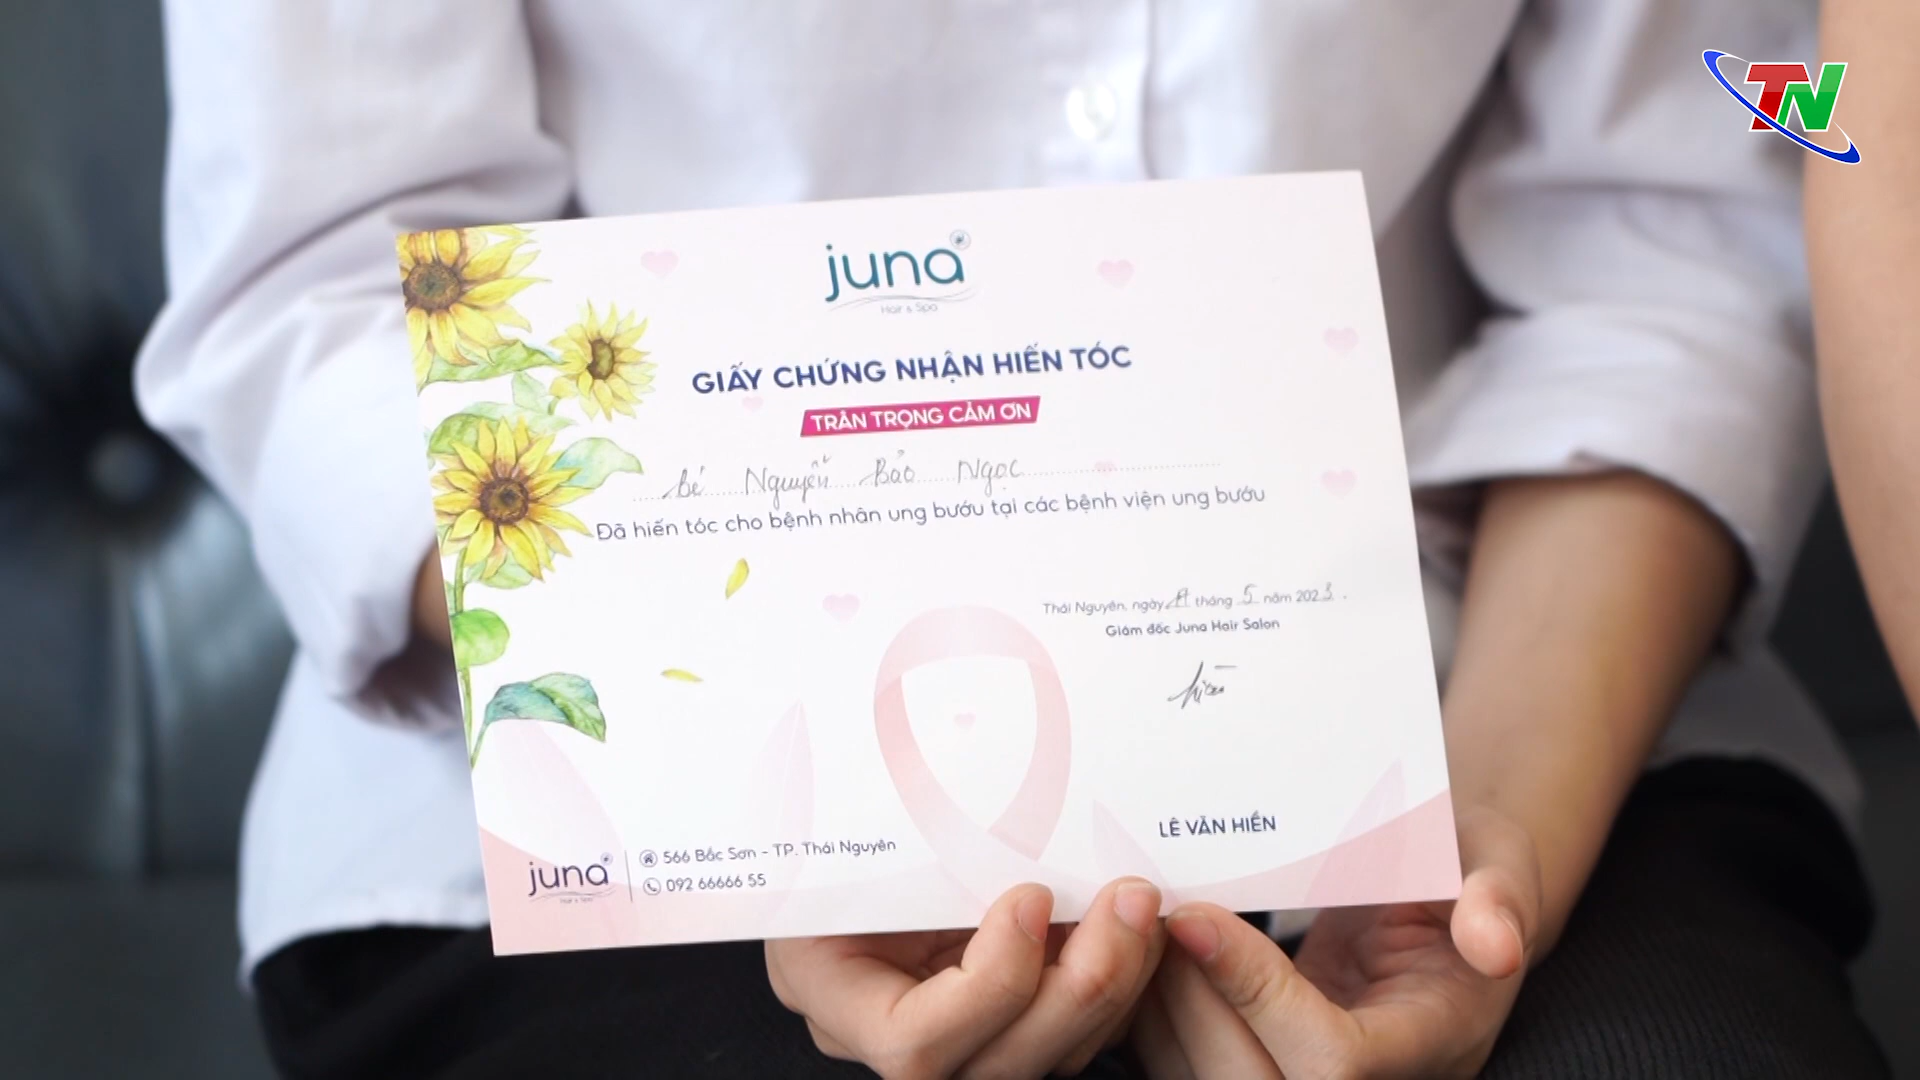 TN
juna
Hair & Spa
GIẤY CHỨNG NHẬN HIẾN TÓC
TRÂN TRỌNG CẢM ƠN
bé Nguyễn Bảo Ngọc
Đã hiến tóc cho bệnh nhân ung bướu tại các bệnh viện ung bướu
Thái Nguyên, ngày tháng 5 năm 2023.
Giám đốc Juna Hair Salon
LÊ VĂN HIỀN
juna
Hair & Spa
566 Bắc Sơn - TP. Thái Nguyên
092 66666 55